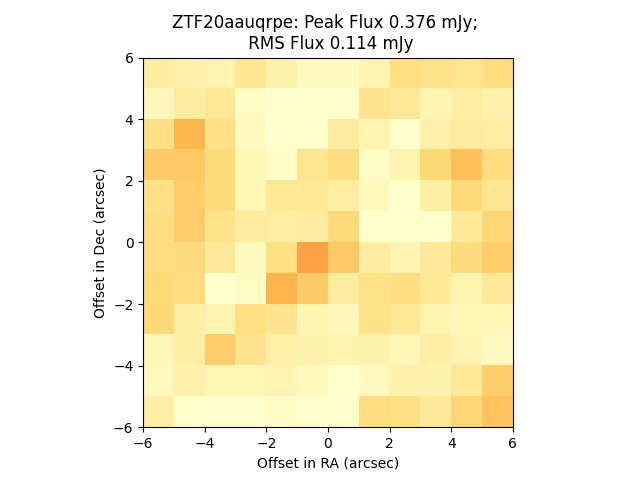 ZTF20aauqrpe: Peak Flux 0.376 mJy;
RMS Flux 0.114 mJy
6
4
2
0
−2
−4
−6
Offset in Dec (arcsec)
−6 −4 −2 0 2 4 6
Offset in RA (arcsec)